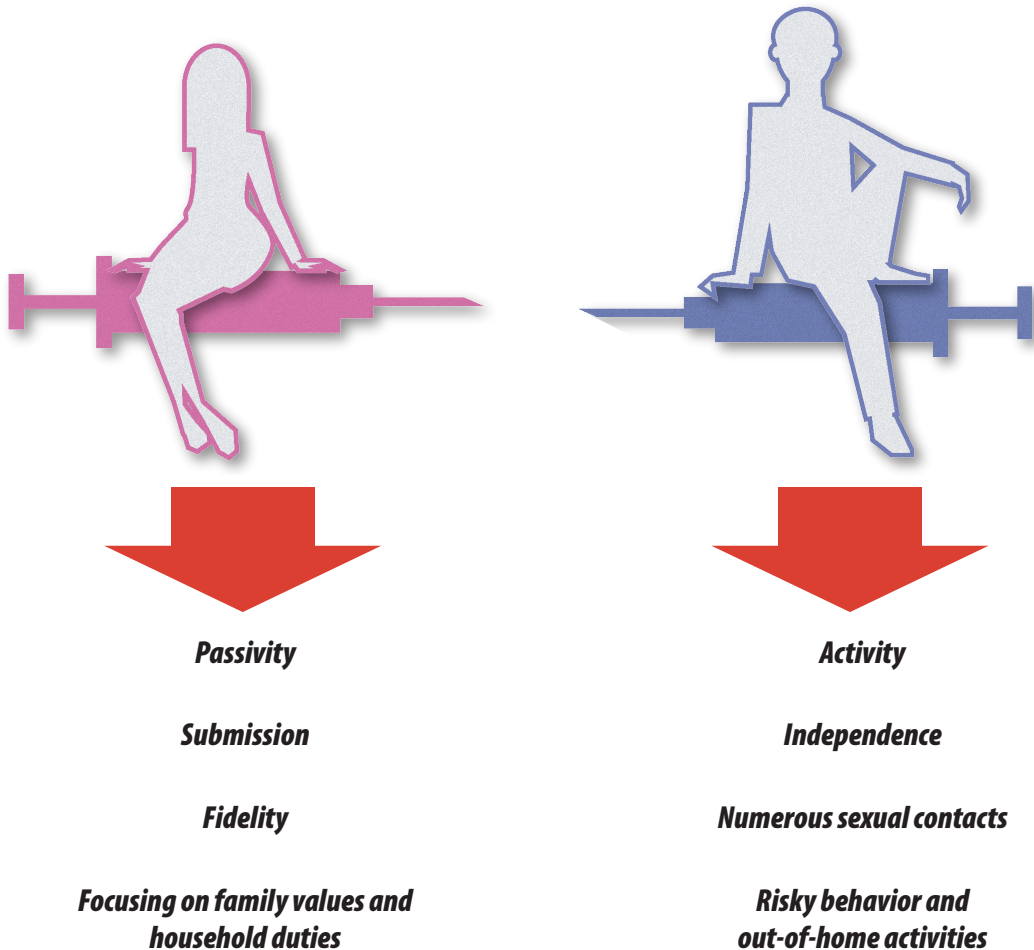 Passivity
Submission
Fidelity
Focusing on family values and
household duties
Activity
Independence
Numerous sexual contacts
Risky behavior and
out-of-home activities